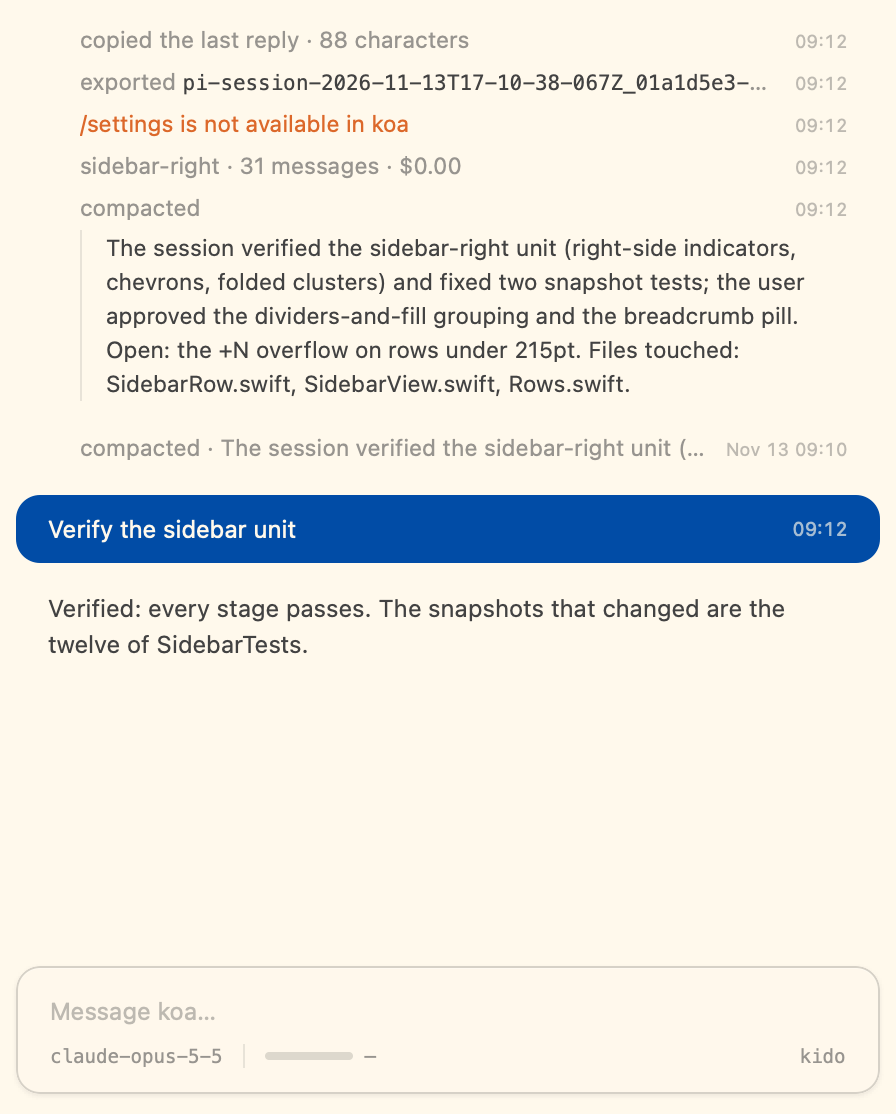 copied the last reply · 88 characters 09:12
exported pi-session-2026-11-13T17-10-38-067Z_01a1d5e3-… 09:12
/settings is not available in koa 09:12
sidebar-right · 31 messages · $0.00 09:12
compacted 09:12
The session verified the sidebar-right unit (right-side indicators,
chevrons, folded clusters) and fixed two snapshot tests; the user
approved the dividers-and-fill grouping and the breadcrumb pill.
Open: the +N overflow on rows under 215pt. Files touched:
SidebarRow.swift, SidebarView.swift, Rows.swift.
compacted · The session verified the sidebar-right unit (… Nov 13 09:10
Verify the sidebar unit 09:12
Verified: every stage passes. The snapshots that changed are the
twelve of SidebarTests.
Message koa…
claude-opus-5-5 – kido